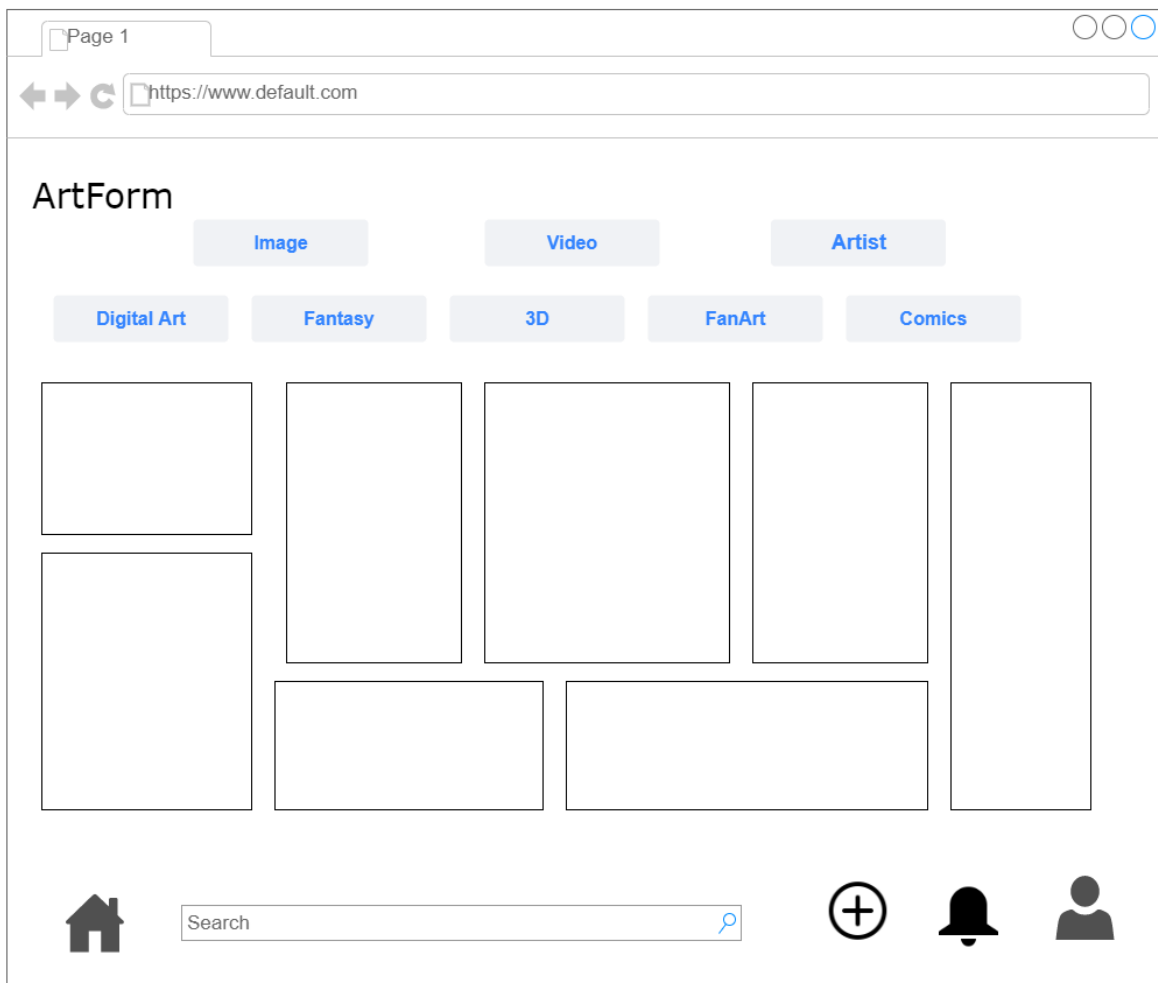 Page 1
https://www.default.com
ArtForm
Image Video Artist
Digital Art Fantasy 3D FanArt Comics
Search